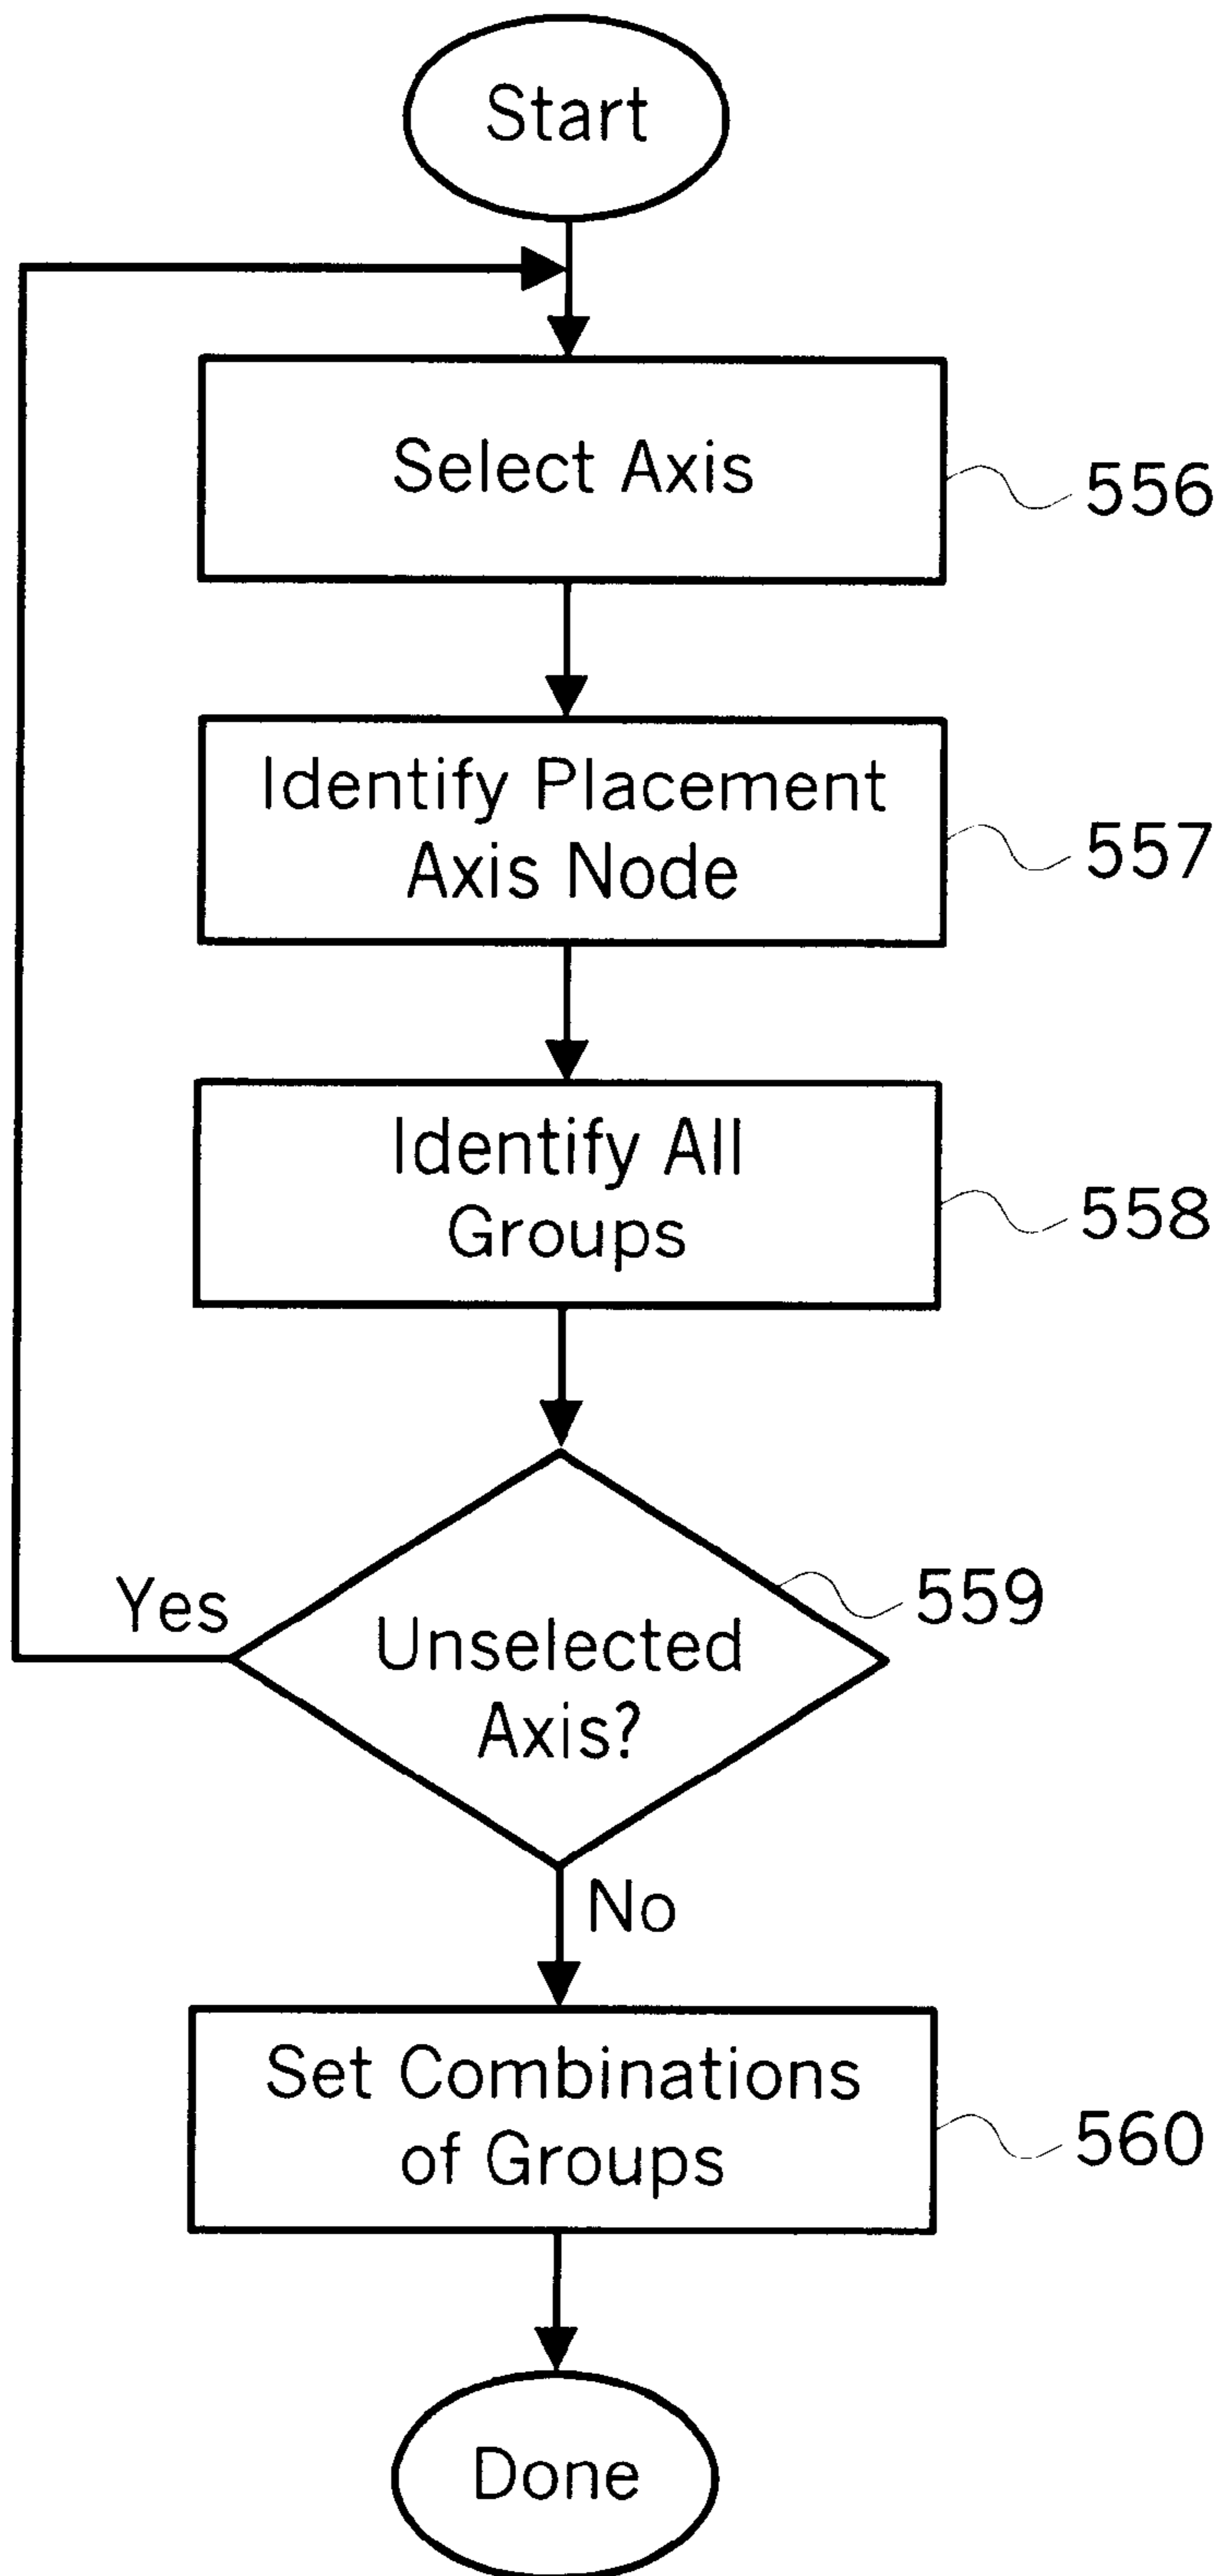 Start
Select Axis
556
Identify Placement
Axis Node
557
Identify All
Groups
558
Yes
559
Unselected
Axis?
No
Set Combinations
of Groups
560
Done